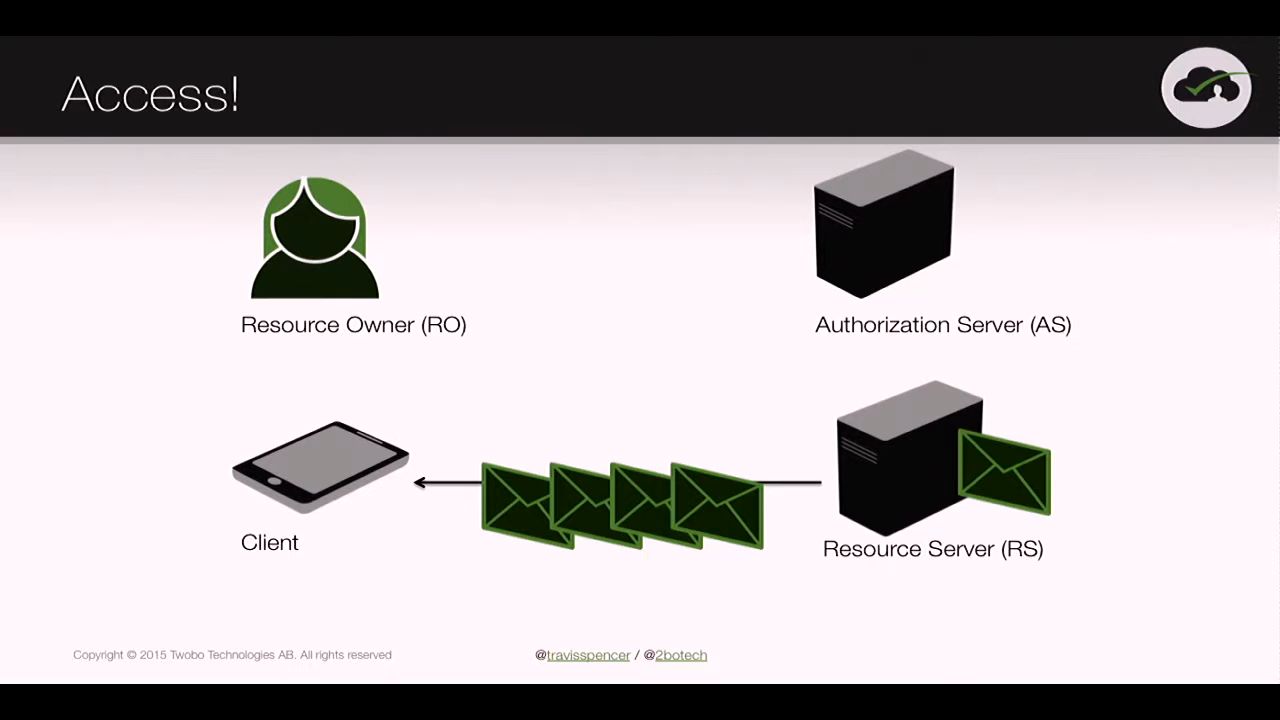 Access!
Resource Owner (RO)
Authorization Server (AS)
Client
Resource Server (RS)
Copyright © 2015 Twobo Technologies AB. All rights reserved
@travisspencer / @2botech